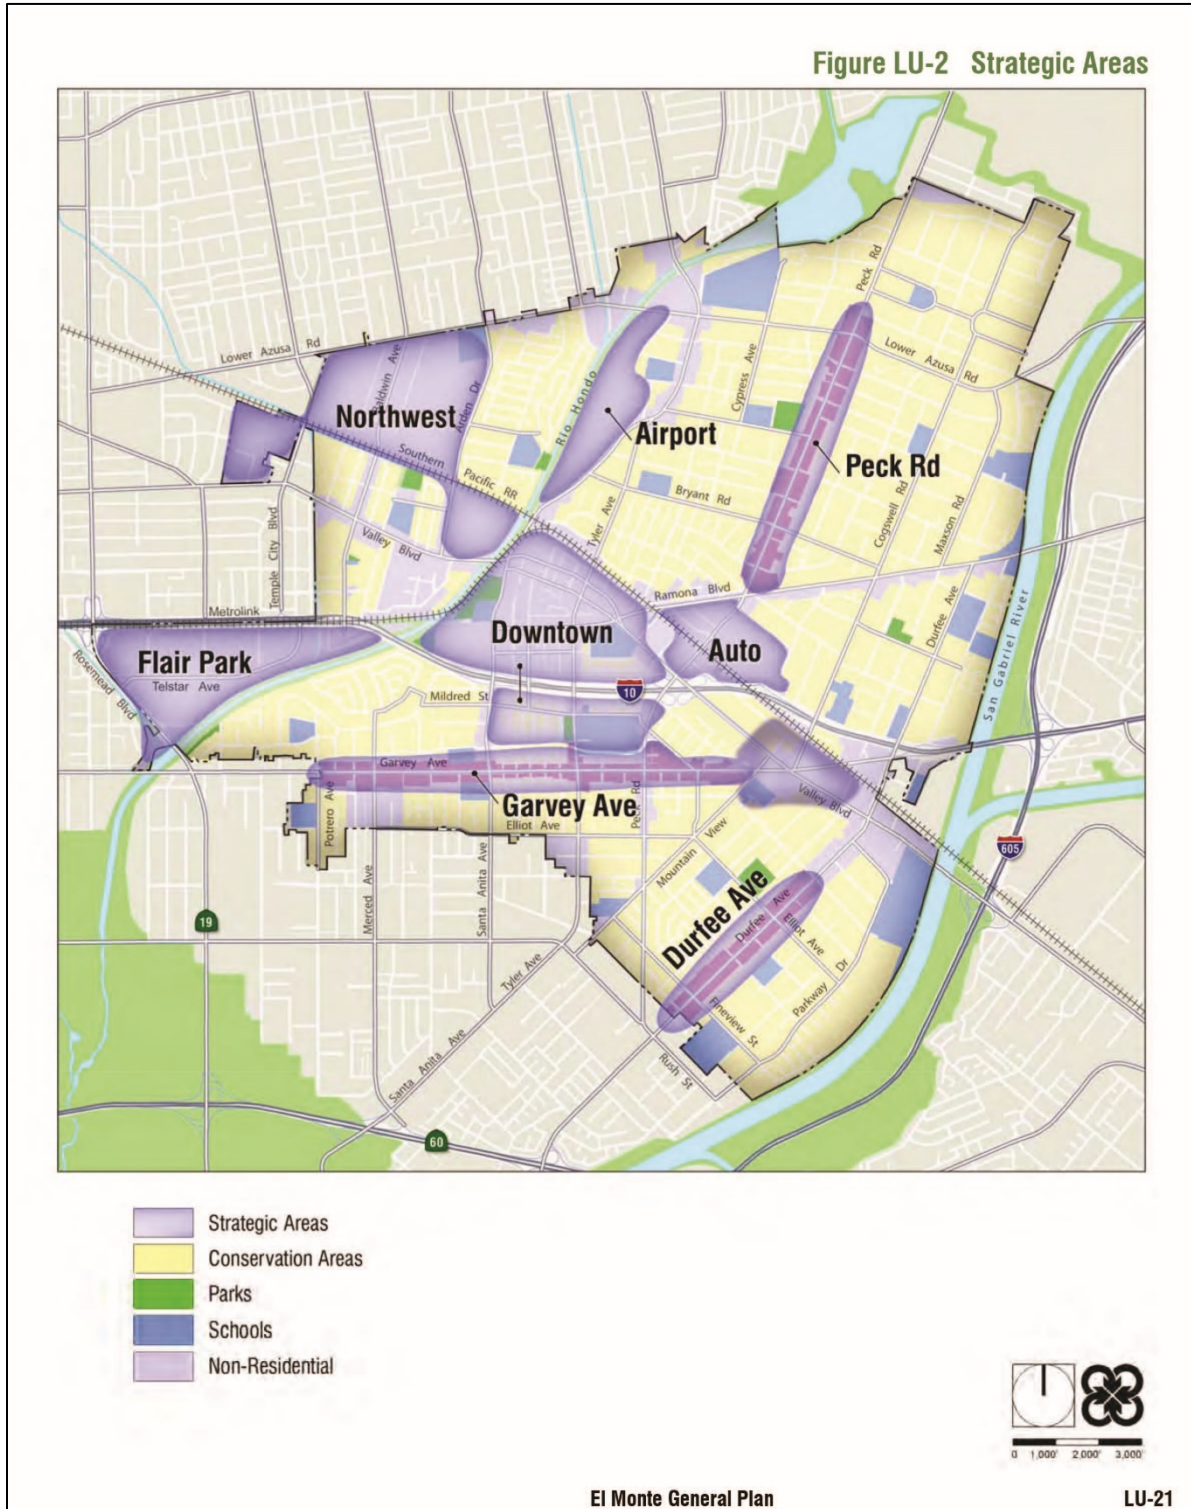 Figure LU-2 Strategic Areas
Peck Rd
Lower Azusa Rd
Baldwin Ave
Arden Dr
Rio Hondo
Cypress Ave
Lower Azusa Rd
Northwest
Airport
Peck Rd
Southern Pacific RR
Bryant Rd
Tyler Ave
Cogswell Rd
Maxson Rd
Temple City Blvd
Valley Blvd
Ramona Blvd
Durfee Ave
San Gabriel River
Metrolink
Downtown
Auto
Flair Park
Telstar Ave
Rosemead Blvd
Mildred St
10
Garvey Ave
Garvey Ave
Valley Blvd
Potrero Ave
Elliot Ave
Peck Rd
Mountain View
605
Merced Ave
Santa Anita Ave
Durfee Ave
Durfee Ave
Elliot Ave
19
Tyler Ave
Parkway Dr
Fineview St
Rush St
Santa Anita Ave
60
Strategic Areas
Conservation Areas
Parks
Schools
Non-Residential
0 1,000' 2,000' 3,000'
El Monte General Plan
LU-21